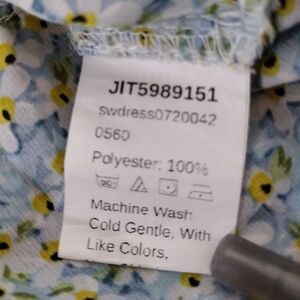 JIT5989151
swdress0720042
0560
Polyester: 100%
Machine Wash
Cold Gentle, With
Like Colors,